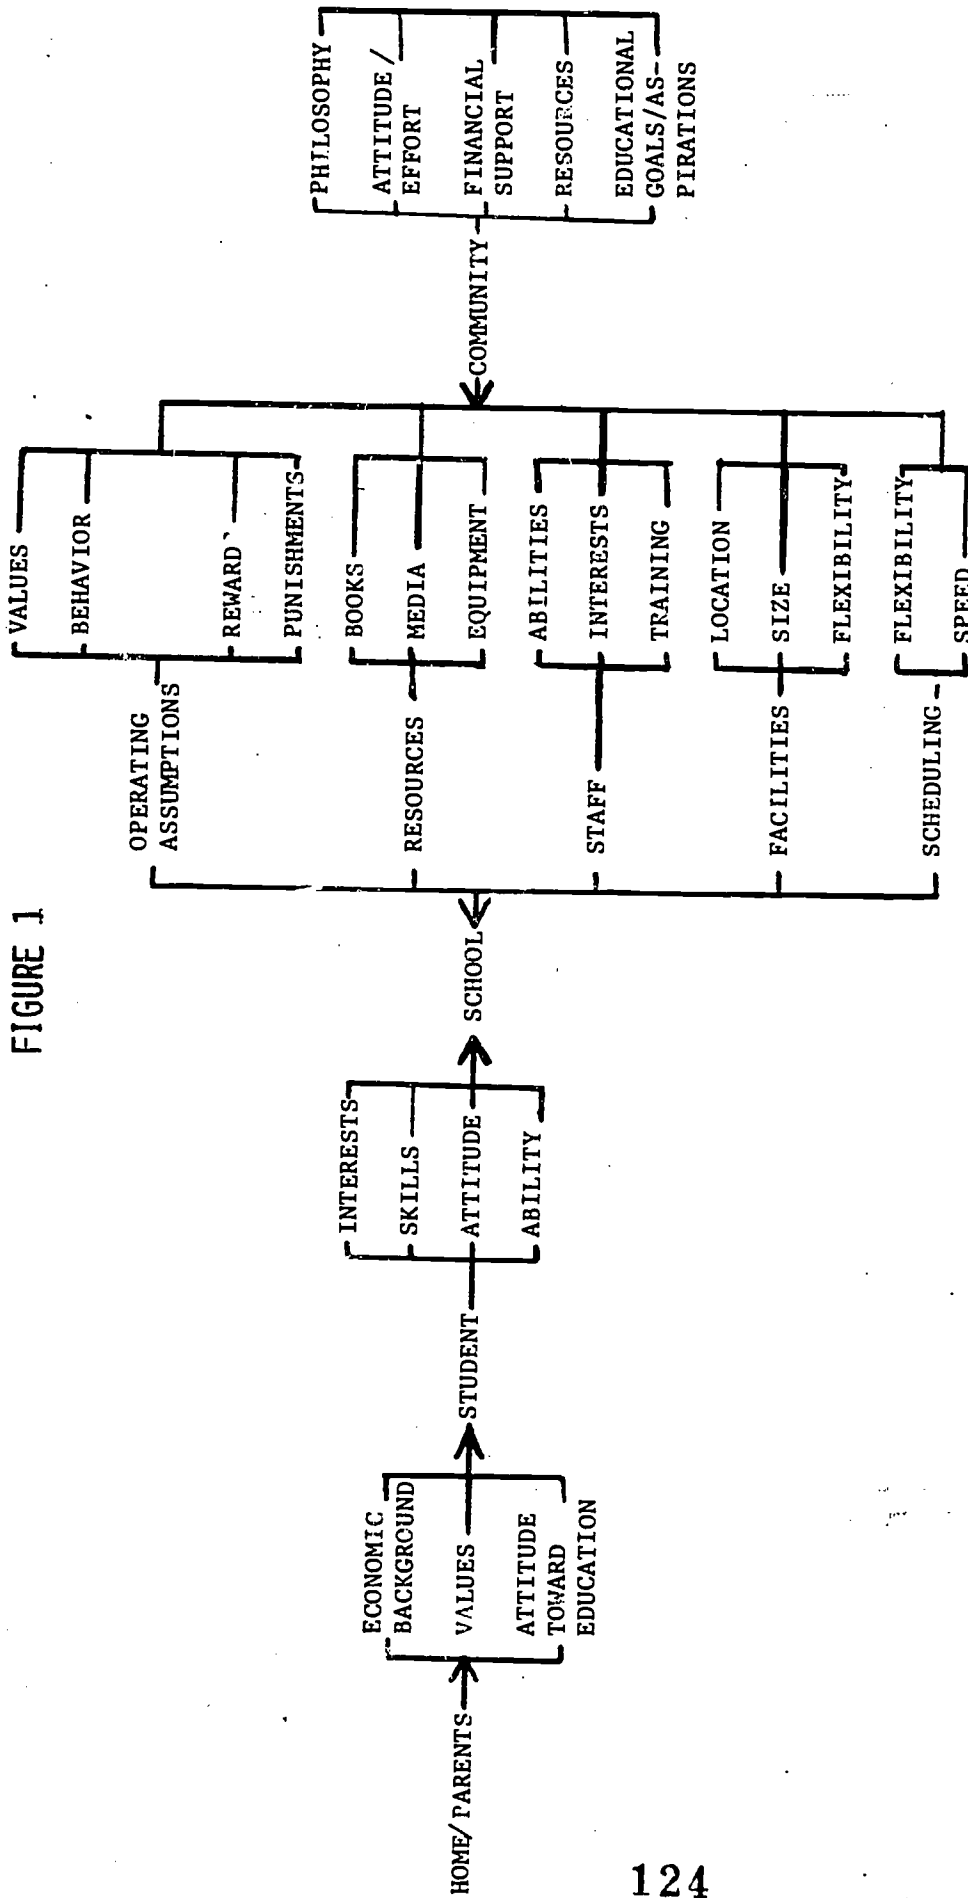 FIGURE 1
HOME/PARENTS
ECONOMIC
BACKGROUND
VALUES
ATTITUDE
TOWARD
EDUCATION
STUDENT
INTERESTS
SKILLS
ATTITUDE
ABILITY
SCHOOL
OPERATING
ASSUMPTIONS
VALUES
BEHAVIOR
REWARD
PUNISHMENTS
RESOURCES
BOOKS
MEDIA
EQUIPMENT
STAFF
ABILITIES
INTERESTS
TRAINING
FACILITIES
LOCATION
SIZE
FLEXIBILITY
SCHEDULING
FLEXIBILITY
SPEED
COMMUNITY
PHILOSOPHY
ATTITUDE/
EFFORT
FINANCIAL
SUPPORT
RESOURCES
EDUCATIONAL
GOALS/AS-
PIRATIONS
124